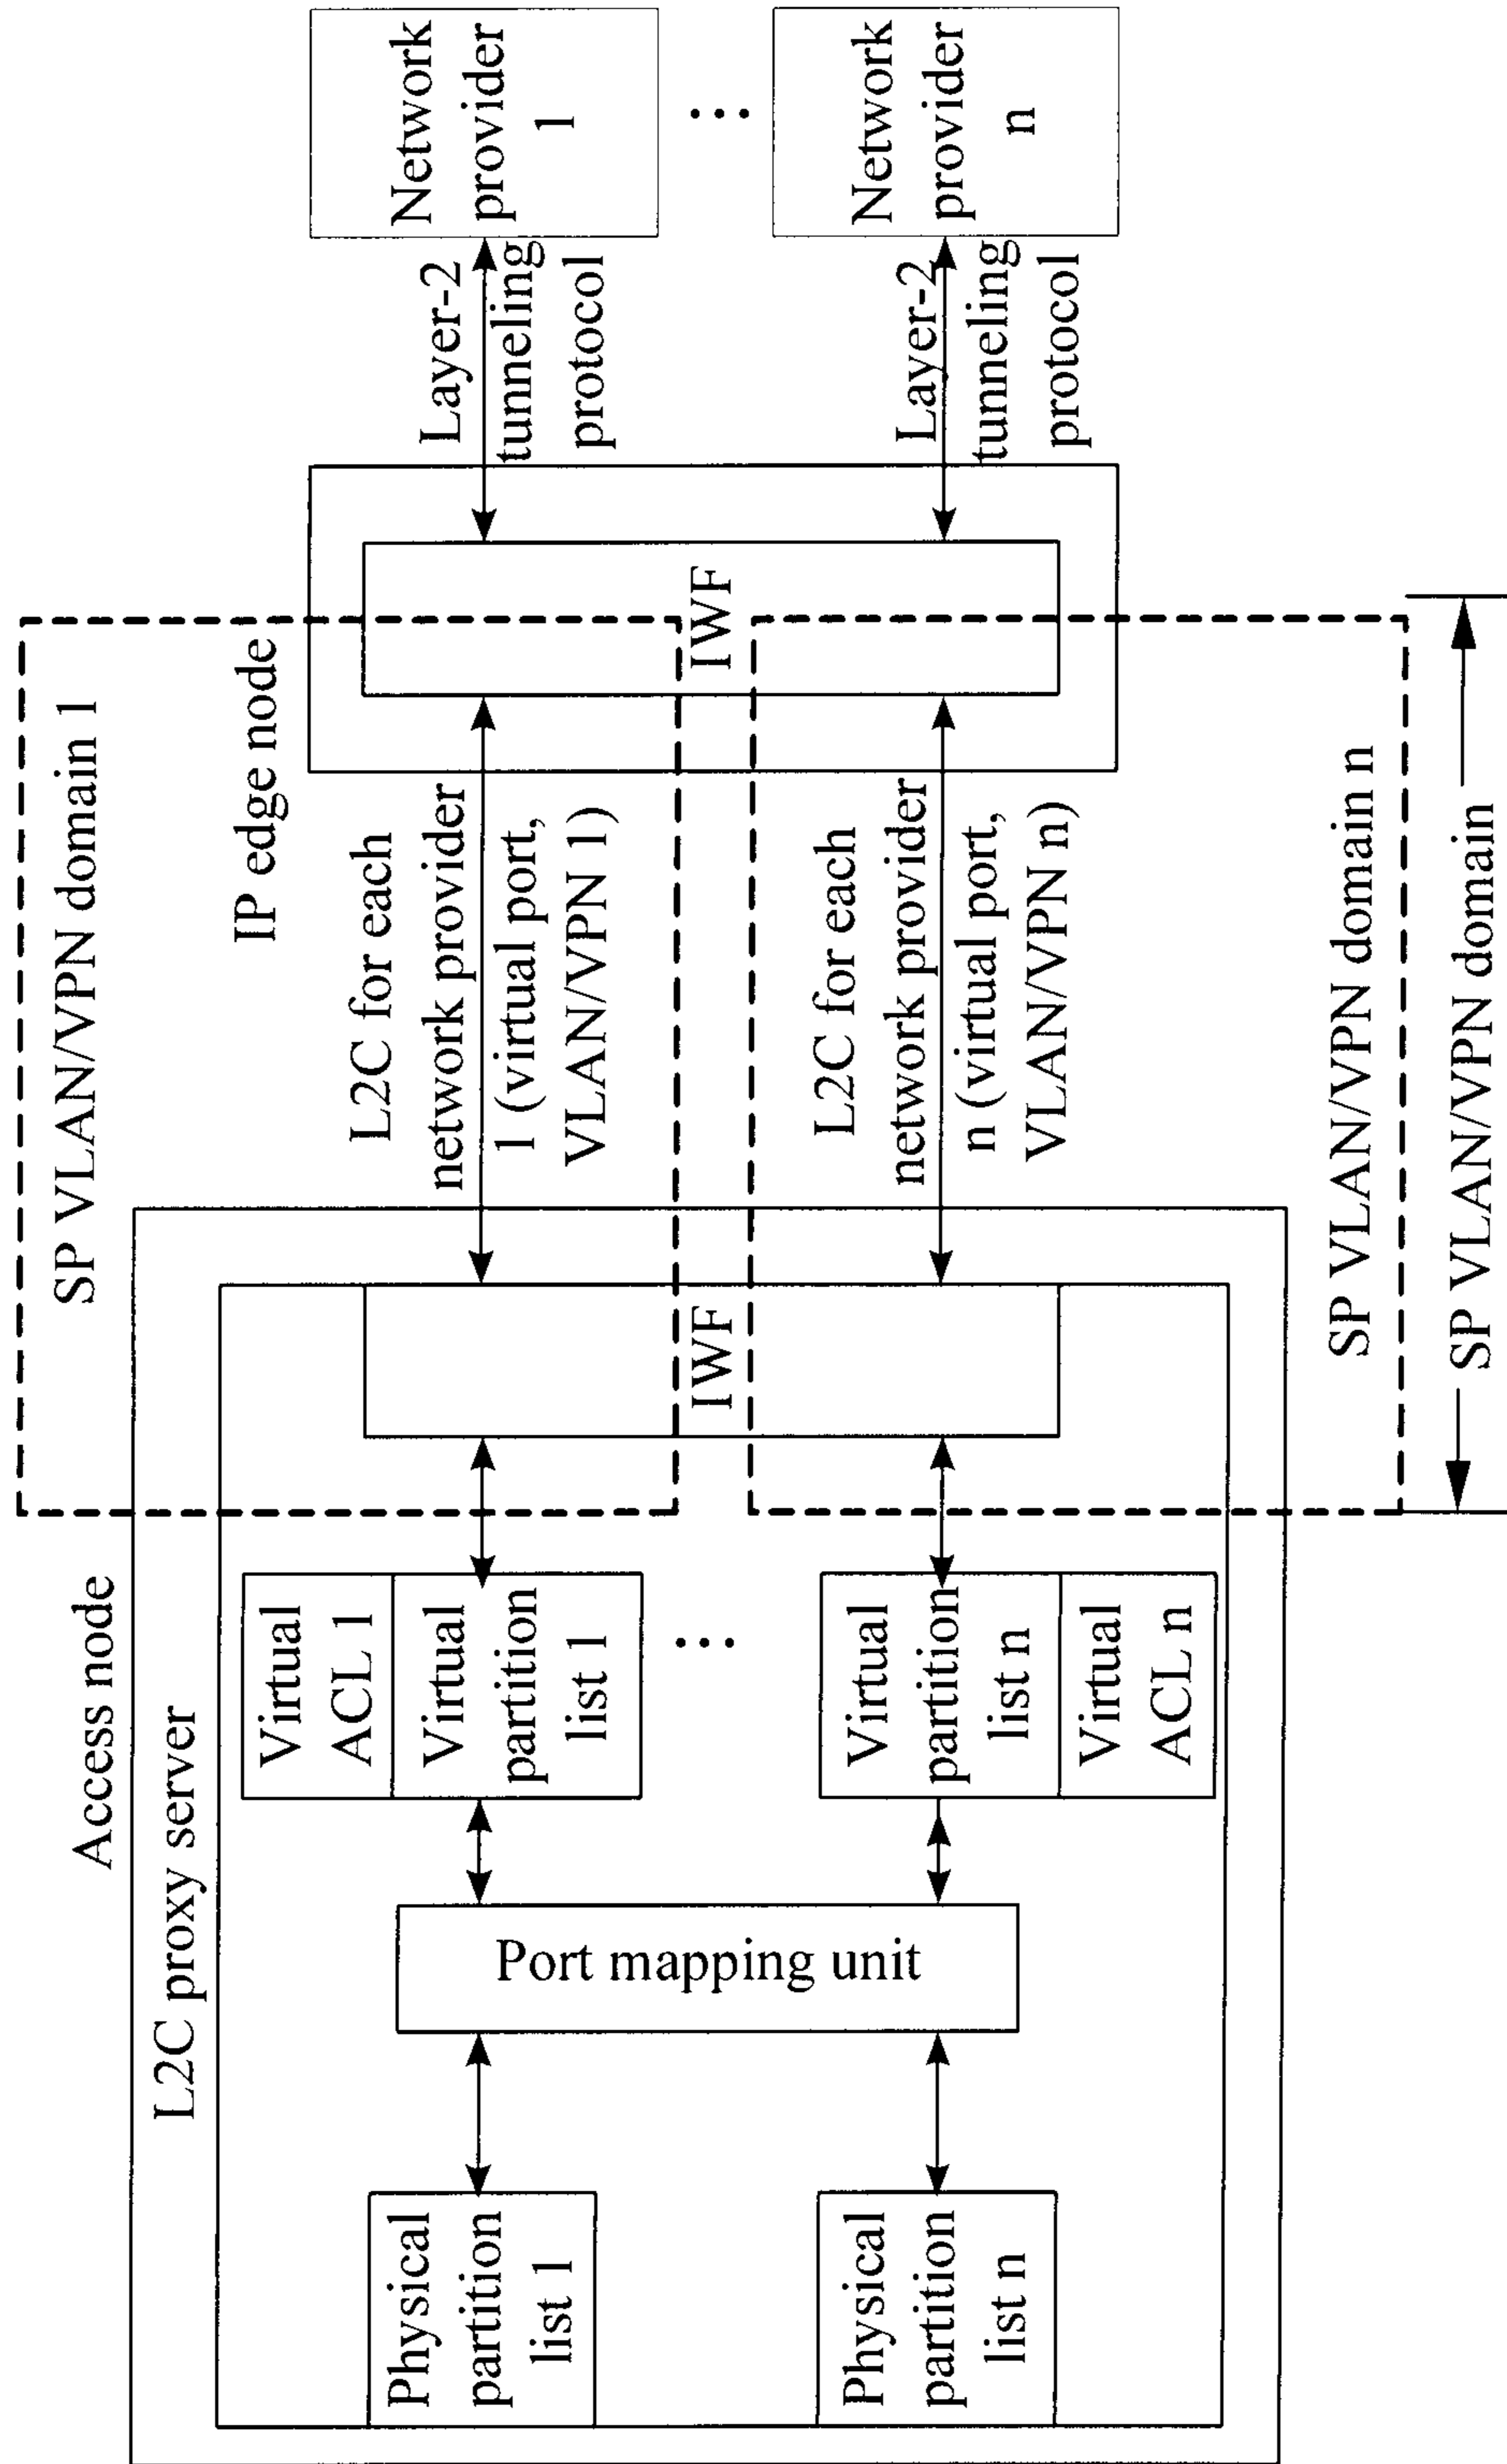 SP VLAN/VPN domain 1
Access node
IP edge node
L2C proxy server
Physical
partition
list 1
Port mapping unit
Virtual
ACL 1
Virtual
partition
list 1
IWF
L2C for each
network provider
1 (virtual port,
VLAN/VPN 1)
IWF
Layer-2
tunneling
protocol
Network
provider
1
...
...
Physical
partition
list n
Virtual
partition
list n
Virtual
ACL n
L2C for each
network provider
n (virtual port,
VLAN/VPN n)
Layer-2
tunneling
protocol
Network
provider
n
SP VLAN/VPN domain n
SP VLAN/VPN domain